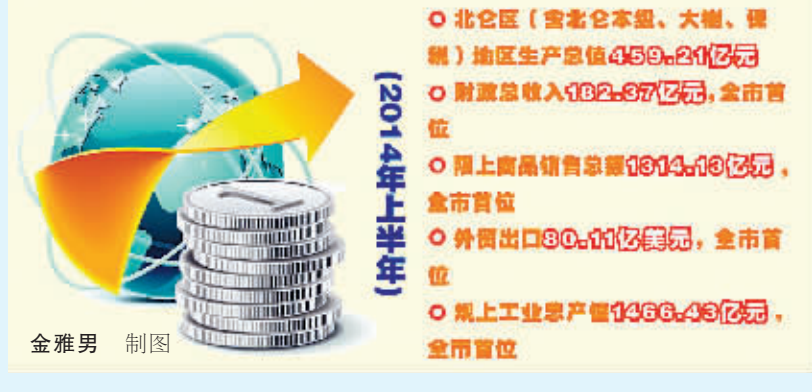 (2014年上半年)
北仑区（含北仑本级、大榭、保
税）地区生产总值459.21亿元
财政总收入182.37亿元，全市首
位
限上商品销售总额1314.13亿元，
全市首位
外贸出口80.11亿美元，全市首
位
规上工业总产值1466.43亿元，
全市首位
金雅男 制图